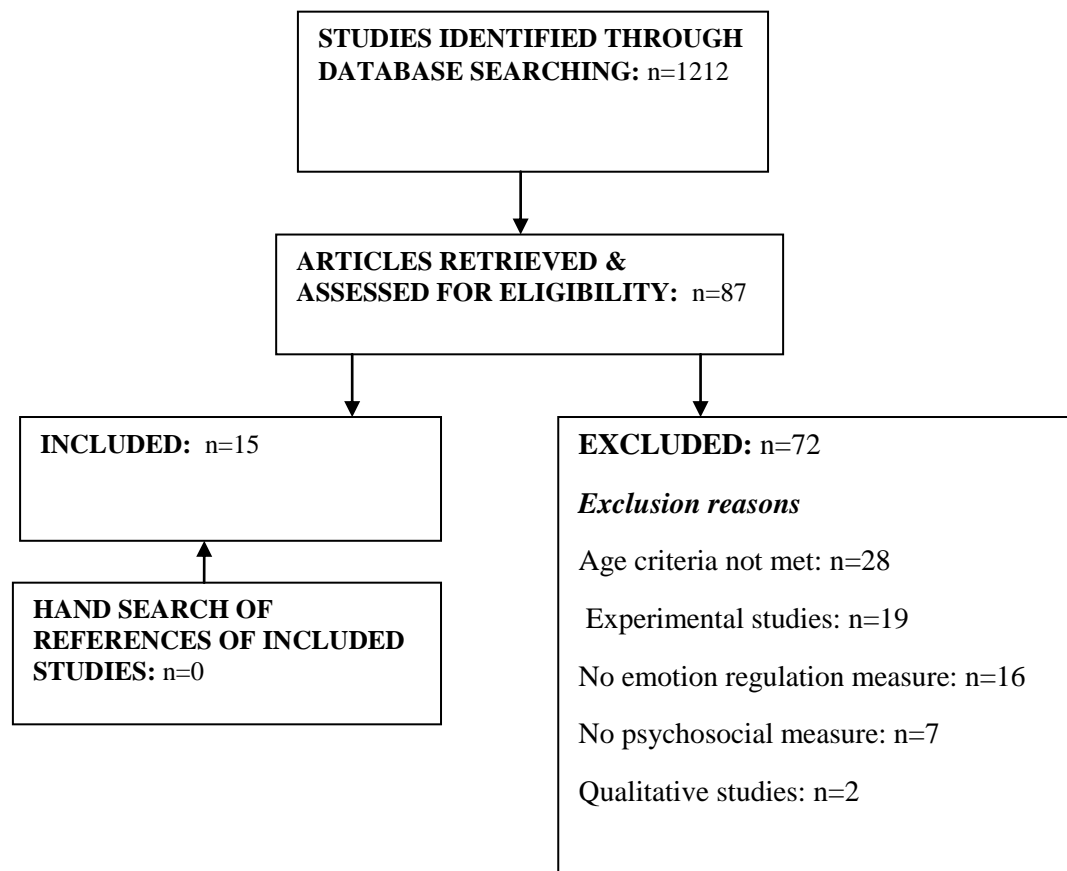 STUDIES IDENTIFIED THROUGH
DATABASE SEARCHING: n=1212
ARTICLES RETRIEVED &
ASSESSED FOR ELIGIBILITY: n=87
INCLUDED: n=15
HAND SEARCH OF
REFERENCES OF INCLUDED
STUDIES: n=0
EXCLUDED: n=72
Exclusion reasons
Age criteria not met: n=28
Experimental studies: n=19
No emotion regulation measure: n=16
No psychosocial measure: n=7
Qualitative studies: n=2